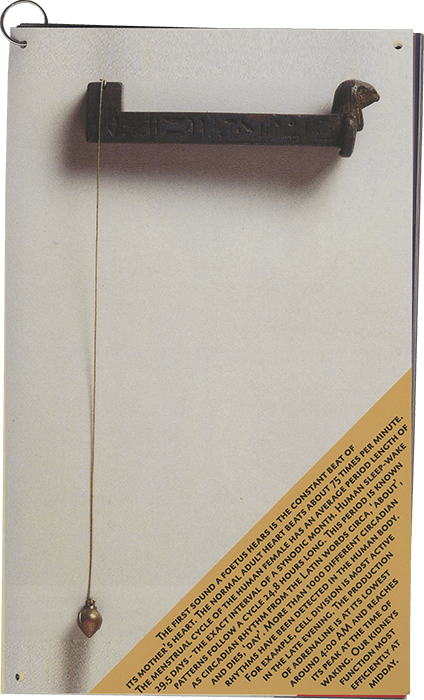 The first sound a foetus hears is the constant beat of
its mother's heart. The normal adult heart beats about 75 times per minute.
The menstrual cycle of the human female has an average period length of
29.5 days - the exact interval of a synodic month. Human sleep-wake
patterns follow a cycle 24.8 hours long. This period is known
as circadian rhythm from the Latin words circa, 'about',
and dies, 'day'. More than 1000 different circadian
rhythms have been detected in the human body.
For example, cell division is most active
in the late evening. The production
of adrenaline is at its lowest
around 4:00 am and reaches
its peak at the time of
waking. Our kidneys
function most
efficiently at
midday.